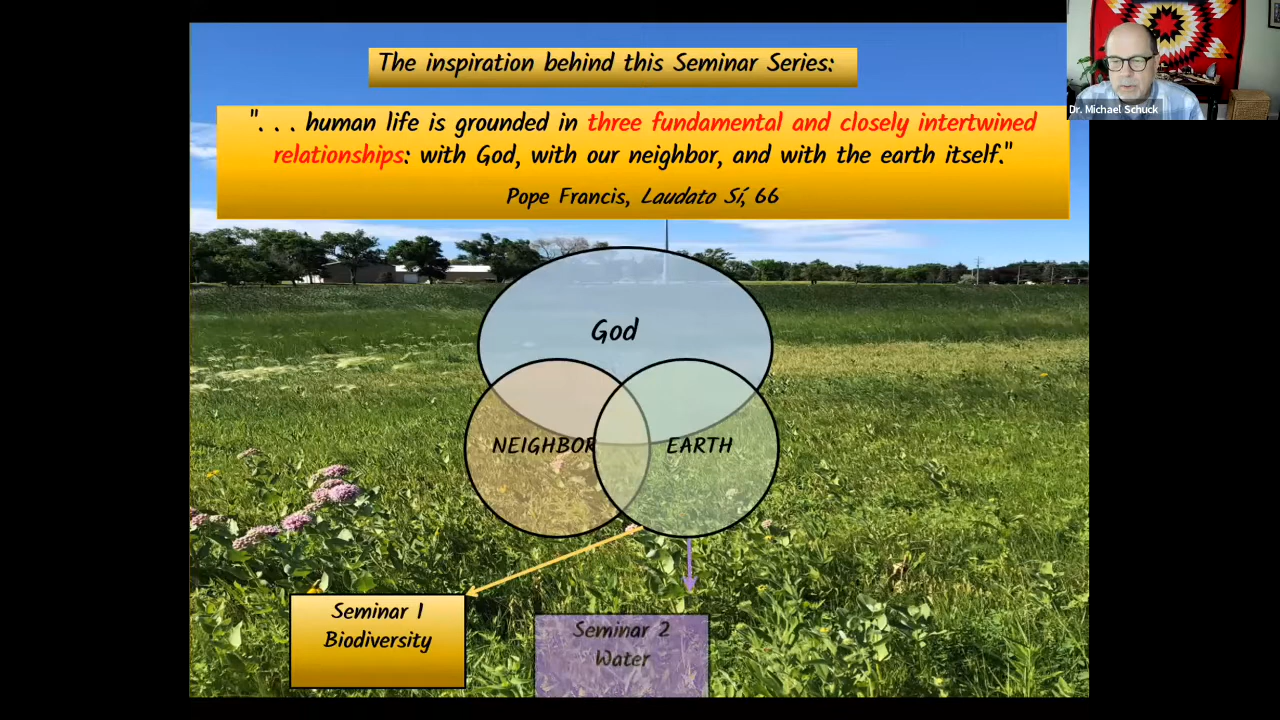 The inspiration behind this Seminar Series:
". . . human life is grounded in three fundamental and closely intertwined
relationships: with God, with our neighbor, and with the earth itself."
Pope Francis, Laudato Sí, 66
Dr. Michael Schuck
God
NEIGHBOR
EARTH
Seminar 1
Biodiversity
Seminar 2
Water